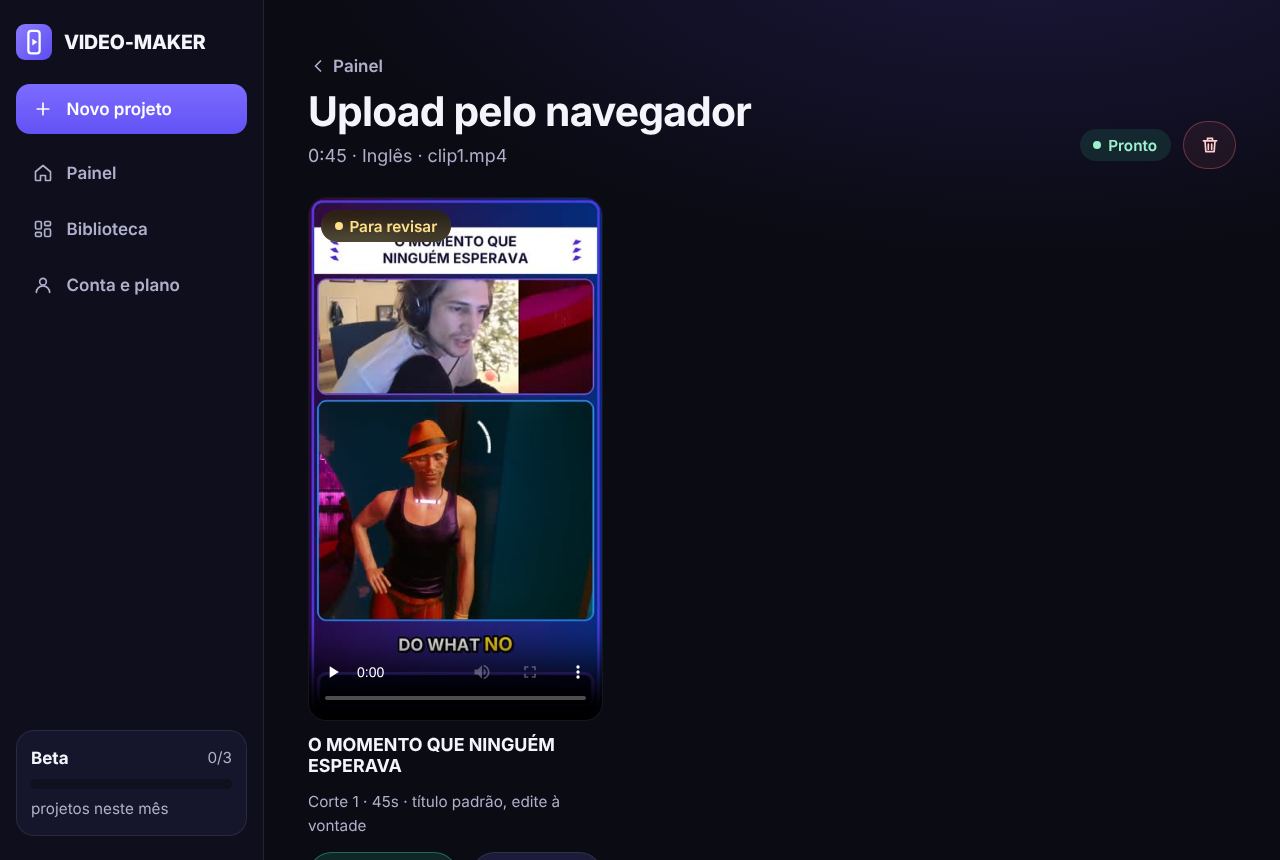 VIDEO-MAKER
Novo projeto
Painel
Biblioteca
Conta e plano
Beta
0/3
projetos neste mês
Painel
Upload pelo navegador
0:45 · Inglês · clip1.mp4
Pronto
Para revisar
O MOMENTO QUE
NINGUÉM ESPERAVA
DO WHAT NO
0:00
O MOMENTO QUE NINGUÉM
ESPERAVA
Corte 1 · 45s · título padrão, edite à
vontade